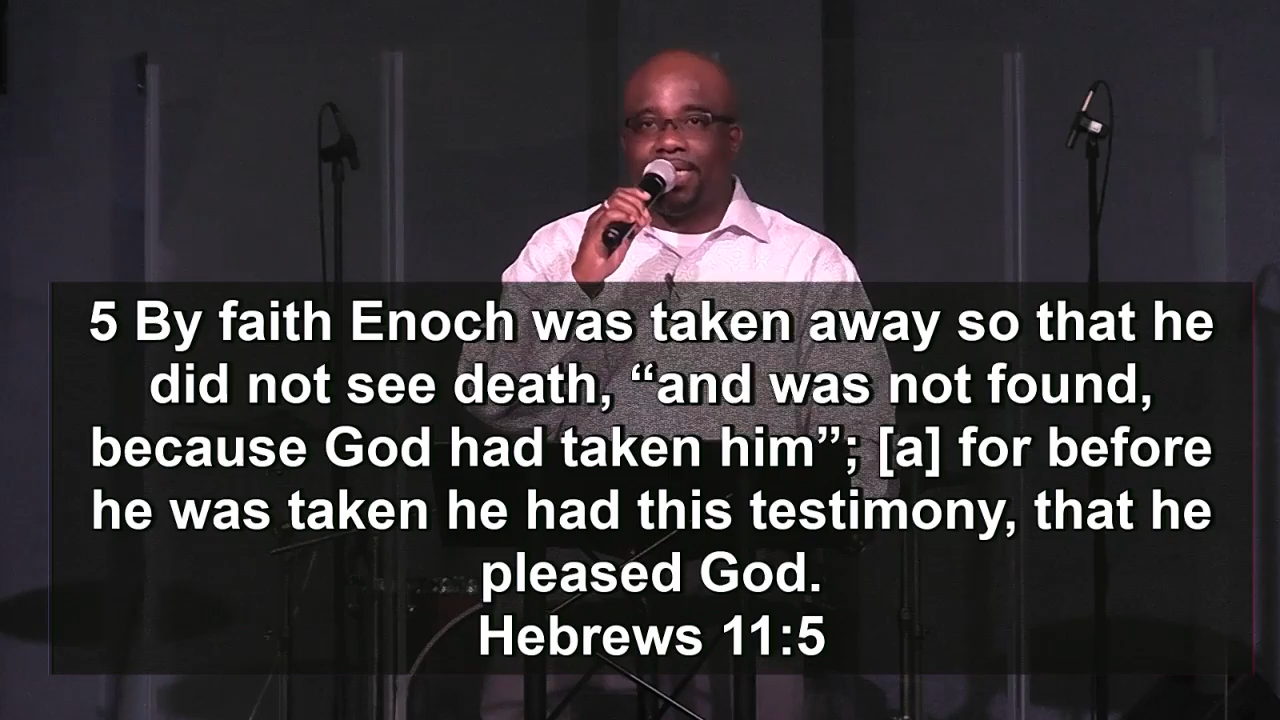 5 By faith Enoch was taken away so that he
did not see death, “and was not found,
because God had taken him”; [a] for before
he was taken he had this testimony, that he
pleased God.
Hebrews 11:5